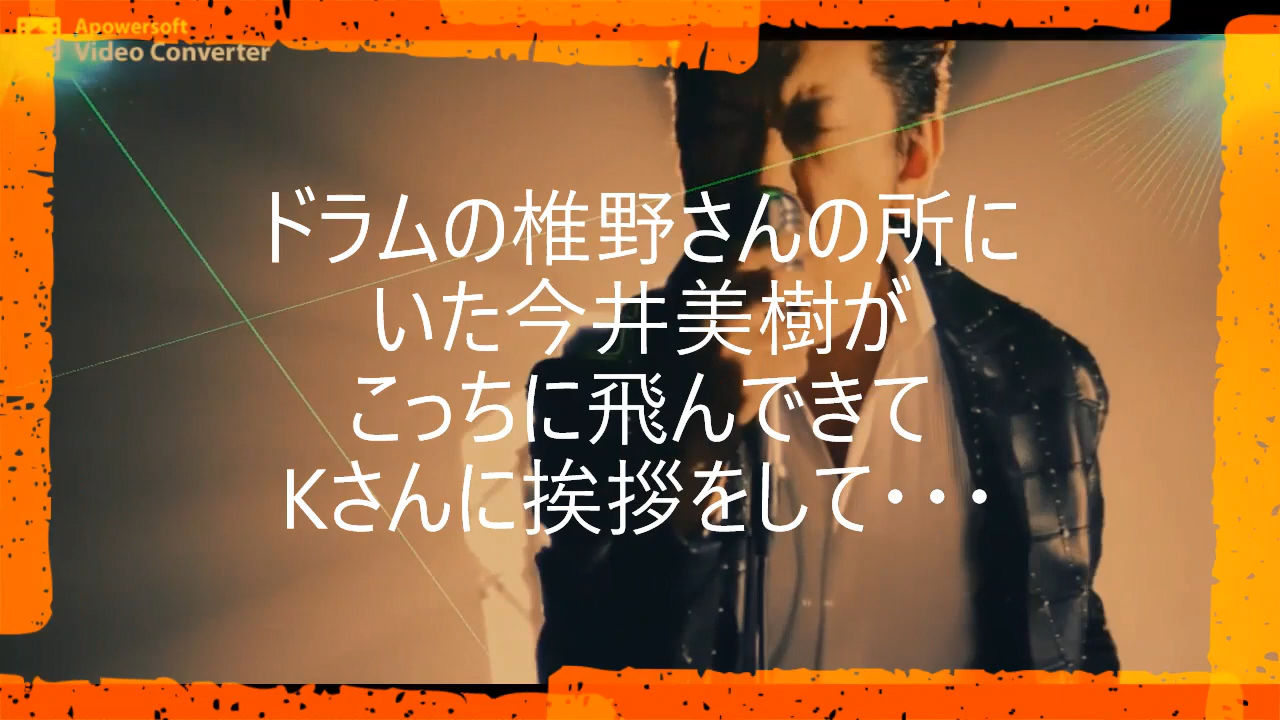 Apowersoft
Video Converter
ドラムの椎野さんの所に
いた今井美樹が
こっちに飛んできて
Kさんに挨拶をして・・・